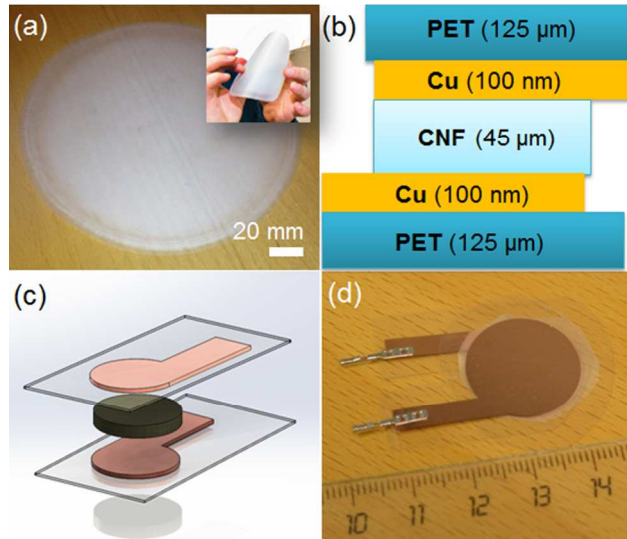 (a)
20 mm
(b)
PET (125 µm)
Cu (100 nm)
CNF (45 µm)
Cu (100 nm)
PET (125 µm)
(c)
(d)
10 11 12 13 14